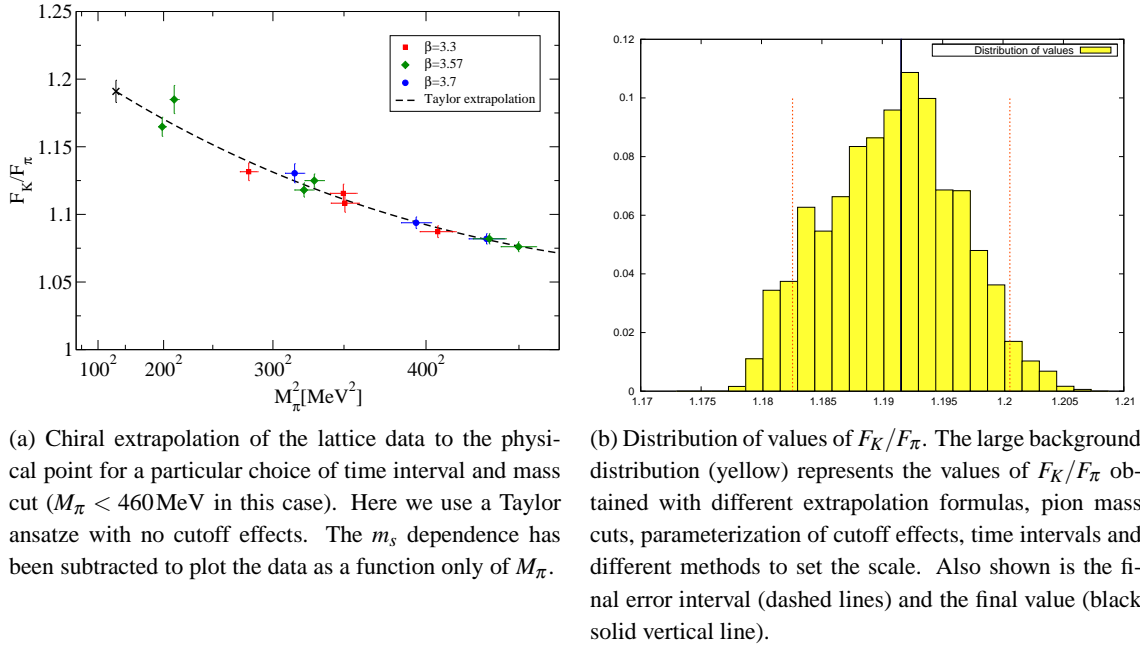 β=3.3
β=3.57
β=3.7
Taylor extrapolation
1.2
1.15
1.1
1.05
1
F_K/F_π
100²
200²
300²
400²
M_π²[MeV²]
(a) Chiral extrapolation of the lattice data to the physi-
cal point for a particular choice of time interval and mass
cut (M_π < 460MeV in this case). Here we use a Taylor
ansatze with no cutoff effects. The m_s dependence has
been subtracted to plot the data as a function only of M_π.
Distribution of values
0.12
0.1
0.08
0.06
0.04
0.02
0
1.17
1.175
1.18
1.185
1.19
1.195
1.2
1.205
1.21
(b) Distribution of values of F_K/F_π. The large background
distribution (yellow) represents the values of F_K/F_π ob-
tained with different extrapolation formulas, pion mass
cuts, parameterization of cutoff effects, time intervals and
different methods to set the scale. Also shown is the fi-
nal error interval (dashed lines) and the final value (black
solid vertical line).